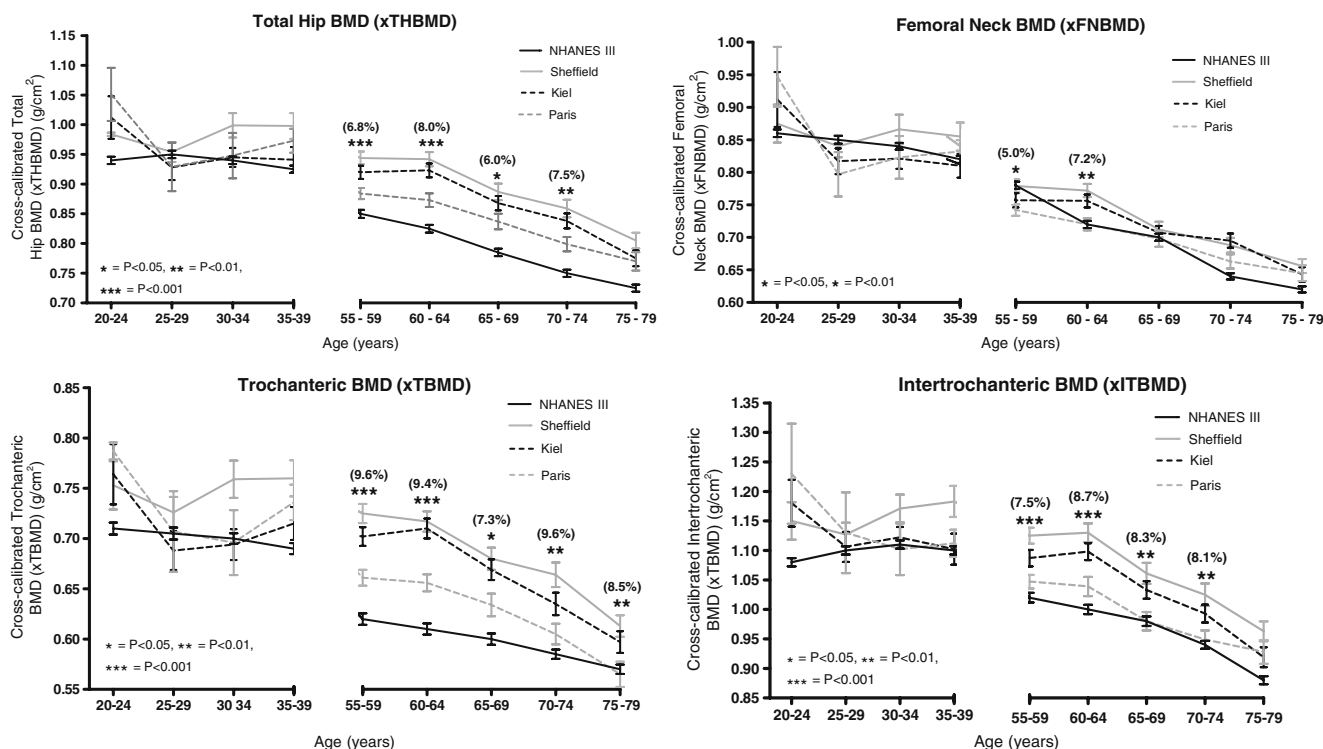 Total Hip BMD (xTHBMD)
Cross-calibrated Total
Hip BMD (xTHBMD) (g/cm²)
1.15
1.10
1.05
1.00
0.95
0.90
0.85
0.80
0.75
0.70
NHANES III
Sheffield
Kiel
Paris
(6.8%)
***
(8.0%)
***
(6.0%)
*
(7.5%)
**
* = P<0.05, ** = P<0.01,
*** = P<0.001
20-24 25-29 30-34 35-39 55 - 59 60 - 64 65 - 69 70 - 74 75 - 79
Age (years)
Femoral Neck BMD (xFNBMD)
Cross-calibrated Femoral
Neck BMD (xFNBMD) (g/cm²)
1.00
0.95
0.90
0.85
0.80
0.75
0.70
0.65
0.60
NHANES III
Sheffield
Kiel
Paris
(5.0%)
*
(7.2%)
**
* = P<0.05, * = P<0.01
20-24 25-29 30-34 35-39 55 - 59 60 - 64 65 - 69 70 - 74 75 - 79
Age (years)
Trochanteric BMD (xTBMD)
Cross-calibrated Trochanteric
BMD (xTBMD) (g/cm²)
0.85
0.80
0.75
0.70
0.65
0.60
0.55
NHANES III
Sheffield
Kiel
Paris
(9.6%)
***
(9.4%)
***
(7.3%)
*
(9.6%)
**
(8.5%)
**
* = P<0.05, ** = P<0.01,
*** = P<0.001
20-24 25-29 30 34 35-39 55-59 60-64 65-69 70-74 75 -79
Age (years)
Intertrochanteric BMD (xITBMD)
Cross-calibrated Intertrochanteric
BMD (xTBMD) (g/cm²)
1.35
1.30
1.25
1.20
1.15
1.10
1.05
1.00
0.95
0.90
0.85
NHANES III
Sheffield
Kiel
Paris
(7.5%)
***
(8.7%)
***
(8.3%)
**
(8.1%)
**
* = P<0.05, ** = P<0.01,
*** = P<0.001
20-24 25-29 30-34 35-39 55-59 60-64 65-69 70-74 75-79
Age (years)